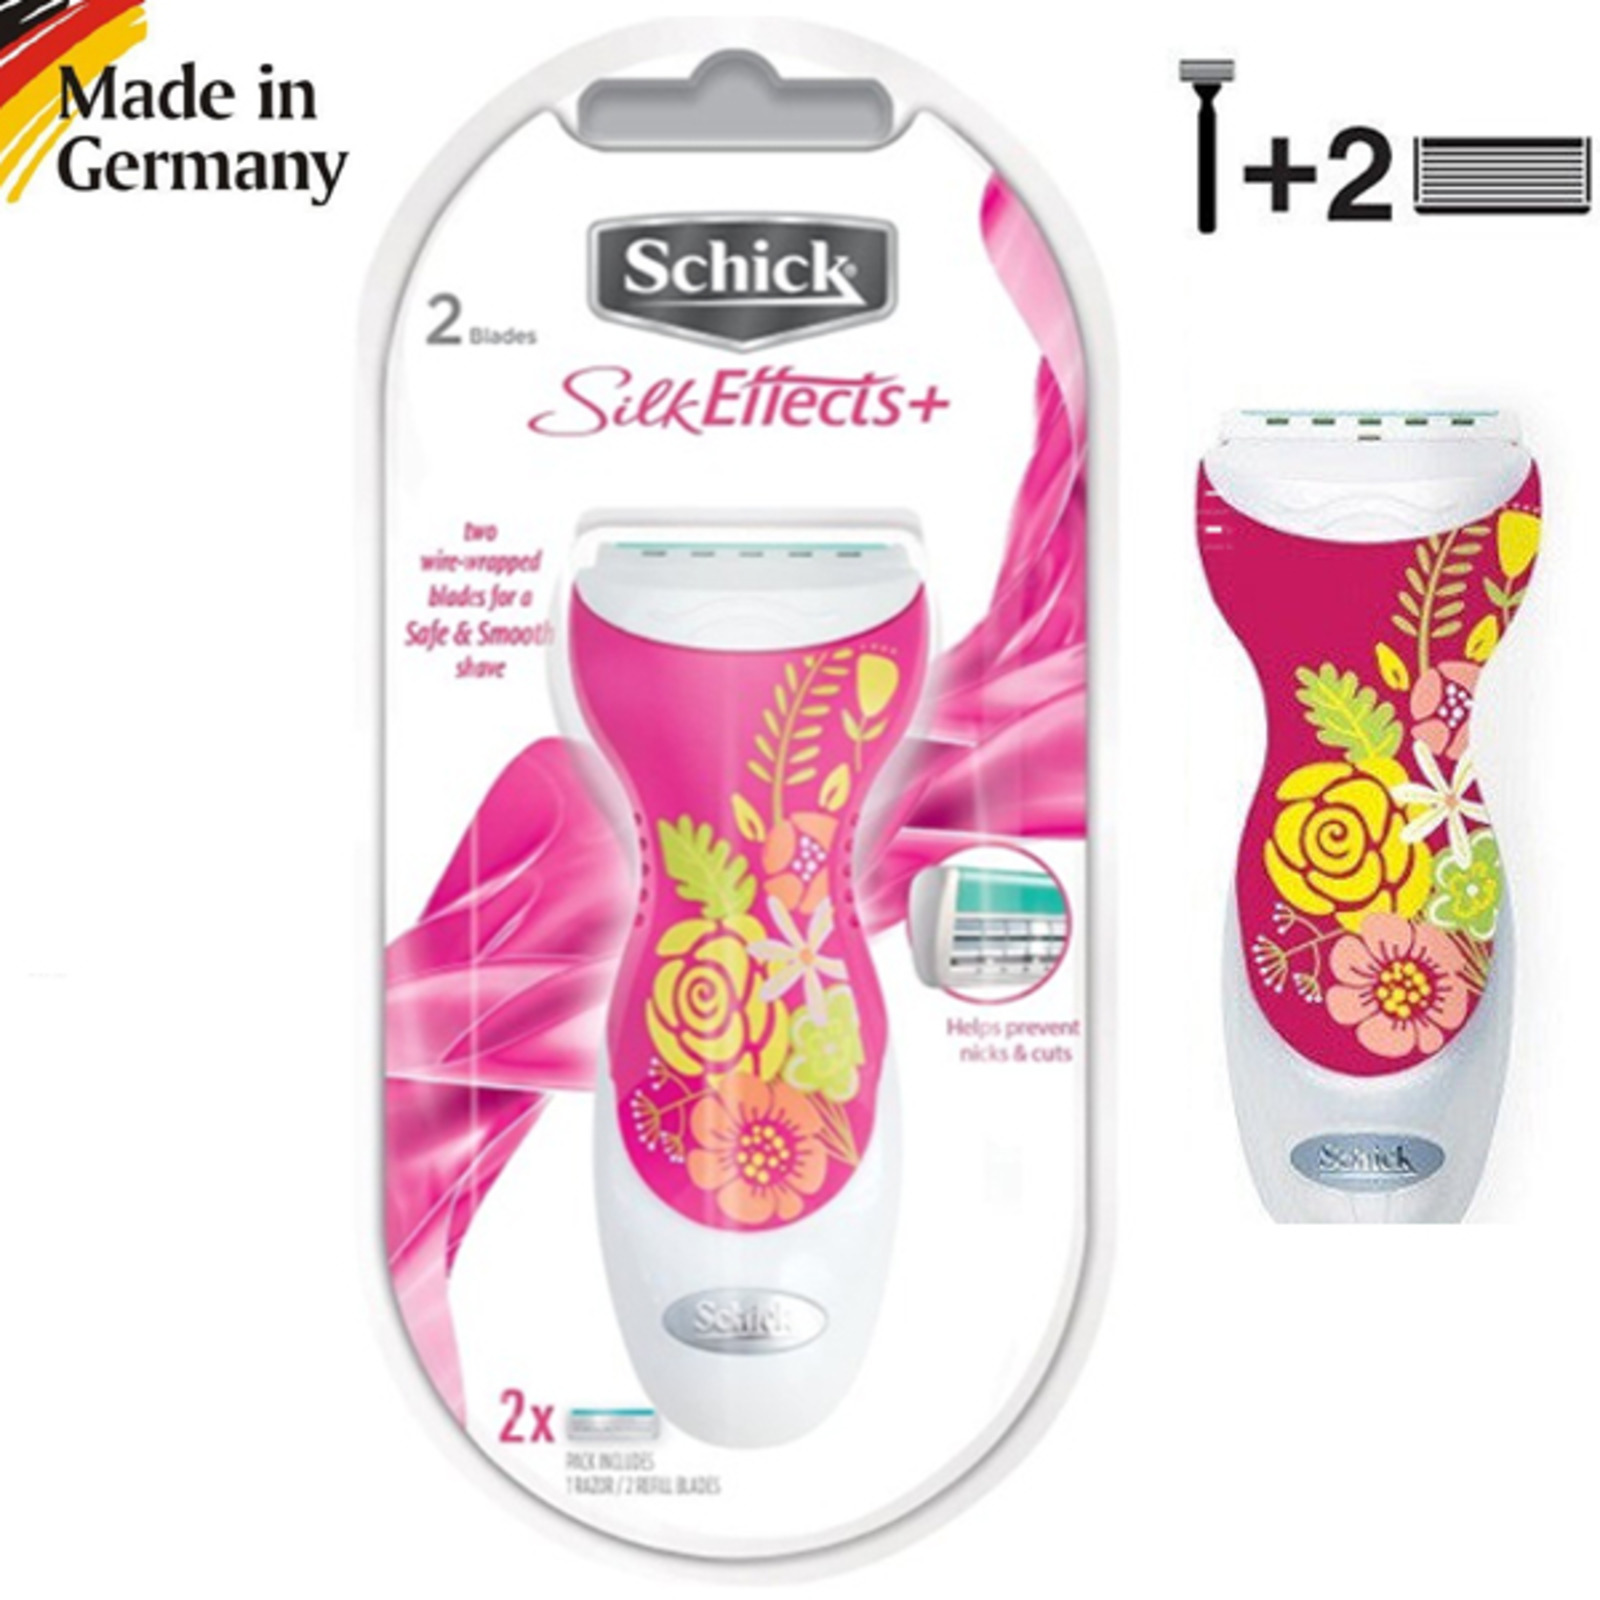 Made in
Germany
+2
Schick
2 Blades
Silk Effects+
two
wire-wrapped
blades for a
Safe & Smooth
shave
Helps prevent
nicks & cuts
Schick
Schick
2x
PACK INCLUDES
1 RAZOR / 2 REFILL BLADES